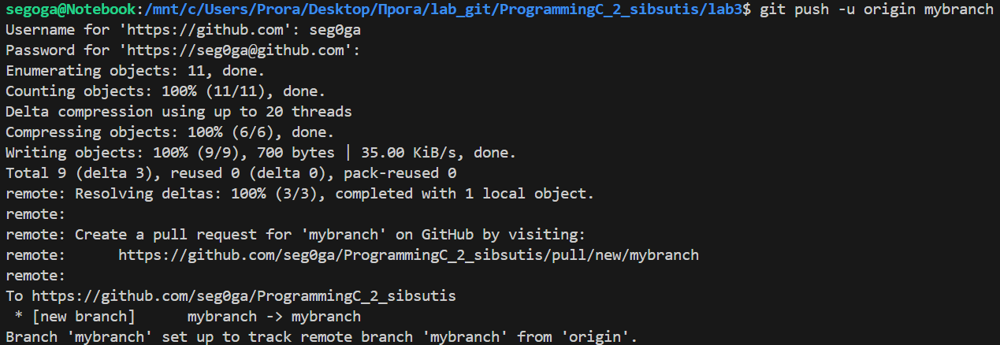 segoga@Notebook:/mnt/c/Users/Prora/Desktop/Прога/lab_git/ProgrammingC_2_sibsutis/lab3$ git push -u origin mybranch
Username for 'https://github.com': seg0ga
Password for 'https://seg0ga@github.com':
Enumerating objects: 11, done.
Counting objects: 100% (11/11), done.
Delta compression using up to 20 threads
Compressing objects: 100% (6/6), done.
Writing objects: 100% (9/9), 700 bytes | 35.00 KiB/s, done.
Total 9 (delta 3), reused 0 (delta 0), pack-reused 0
remote: Resolving deltas: 100% (3/3), completed with 1 local object.
remote:
remote: Create a pull request for 'mybranch' on GitHub by visiting:
remote:      https://github.com/seg0ga/ProgrammingC_2_sibsutis/pull/new/mybranch
remote:
To https://github.com/seg0ga/ProgrammingC_2_sibsutis
 * [new branch]      mybranch -> mybranch
Branch 'mybranch' set up to track remote branch 'mybranch' from 'origin'.